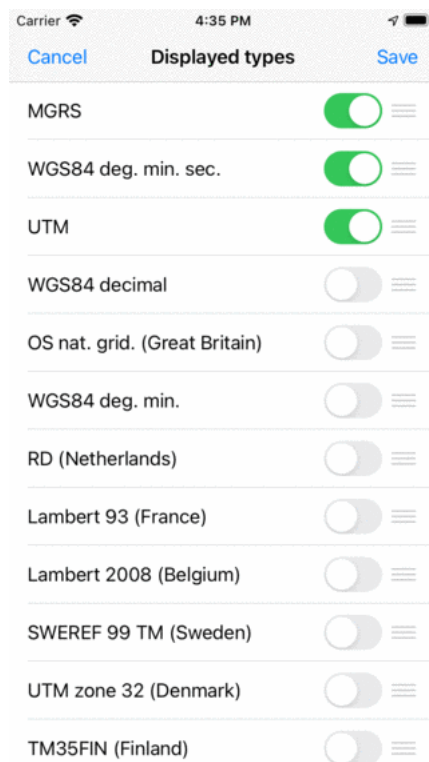 Carrier 4:35 PM
Cancel Displayed types Save
MGRS
WGS84 deg. min. sec.
UTM
WGS84 decimal
OS nat. grid. (Great Britain)
WGS84 deg. min.
RD (Netherlands)
Lambert 93 (France)
Lambert 2008 (Belgium)
SWEREF 99 TM (Sweden)
UTM zone 32 (Denmark)
TM35FIN (Finland)